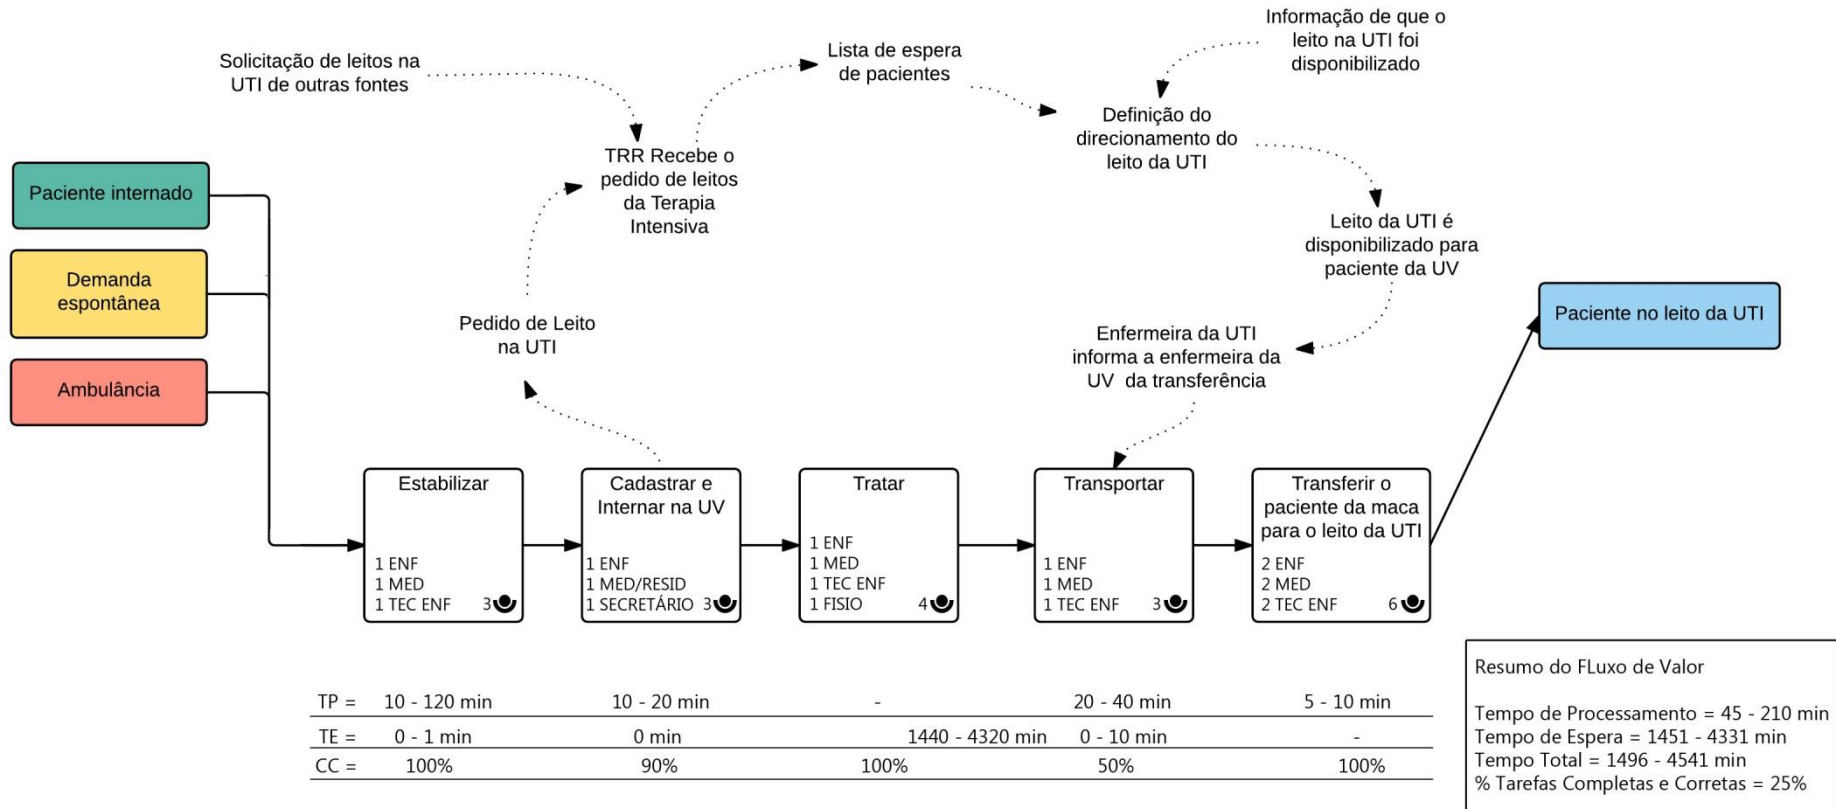 Solicitação de leitos na
UTI de outras fontes
Lista de espera
de pacientes
Informação de que o
leito na UTI foi
disponibilizado
TRR Recebe o
pedido de leitos
da Terapia
Intensiva
Definição do
direcionamento do
leito da UTI
Leito da UTI é
disponibilizado para
paciente da UV
Paciente internado
Demanda
espontânea
Ambulância
Pedido de Leito
na UTI
Enfermeira da UTI
informa a enfermeira da
UV da transferência
Paciente no leito da UTI
Estabilizar
1 ENF
1 MED
1 TEC ENF 3
Cadastrar e
Internar na UV
1 ENF
1 MED/RESID
1 SECRETÁRIO 3
Tratar
1 ENF
1 MED
1 TEC ENF
1 FISIO 4
Transportar
1 ENF
1 MED
1 TEC ENF 3
Transferir o
paciente da maca
para o leito da UTI
2 ENF
2 MED
2 TEC ENF 6
TP = 10 - 120 min 10 - 20 min - 20 - 40 min 5 - 10 min
TE = 0 - 1 min 0 min 1440 - 4320 min 0 - 10 min -
CC = 100% 90% 100% 50% 100%
Resumo do FLuxo de Valor
Tempo de Processamento = 45 - 210 min
Tempo de Espera = 1451 - 4331 min
Tempo Total = 1496 - 4541 min
% Tarefas Completas e Corretas = 25%